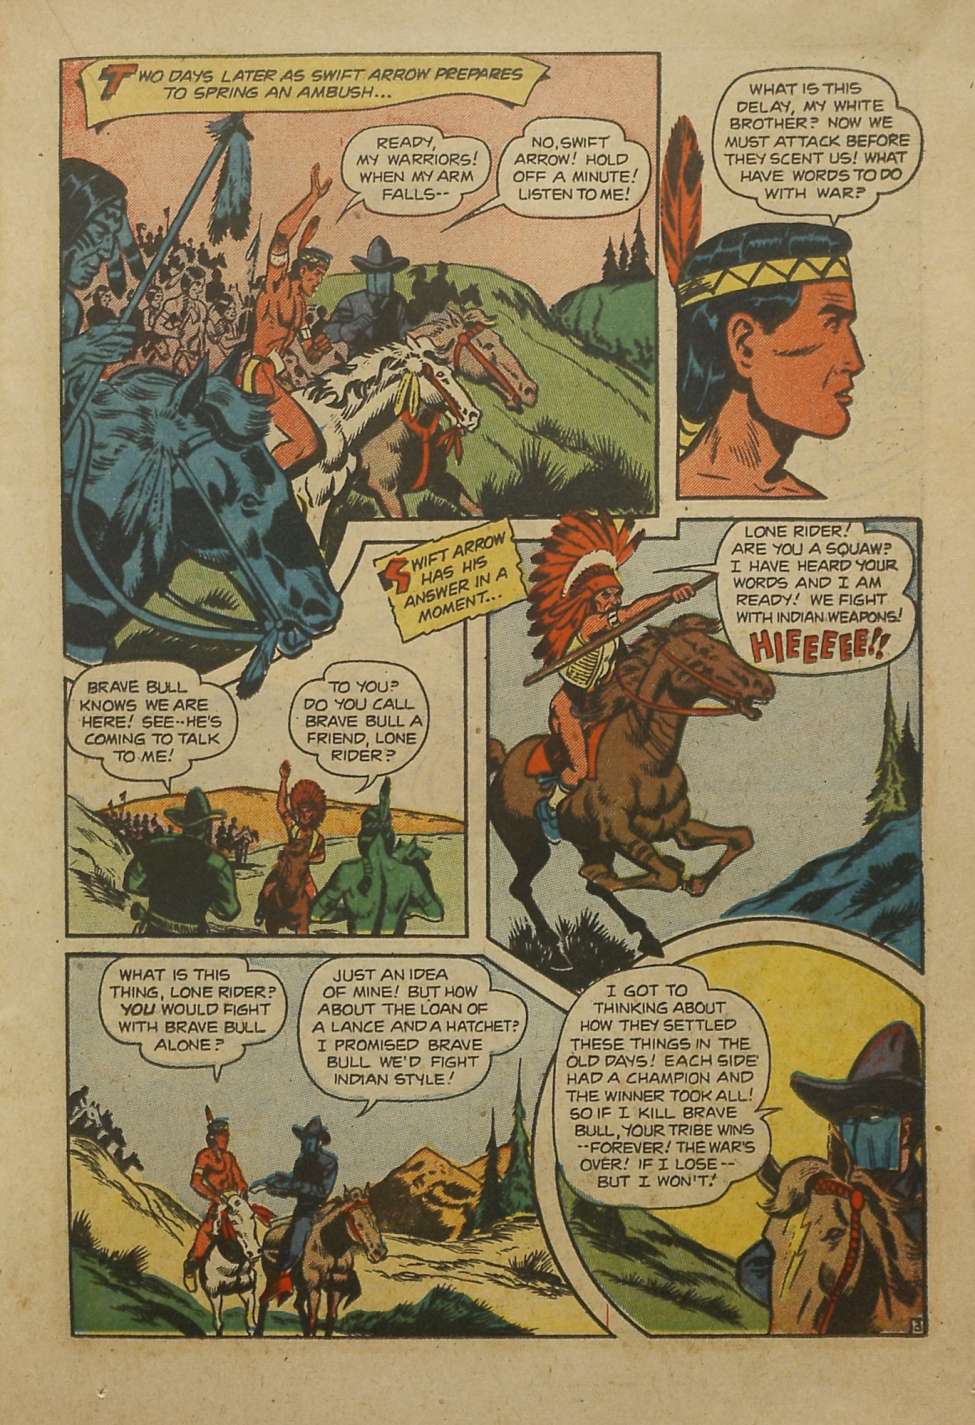 TWO DAYS LATER AS SWIFT ARROW PREPARES
TO SPRING AN AMBUSH...
READY,
MY WARRIORS!
WHEN MY ARM
FALLS--
NO, SWIFT
ARROW! HOLD
OFF A MINUTE!
LISTEN TO ME!
WHAT IS THIS
DELAY, MY WHITE
BROTHER? NOW WE
MUST ATTACK BEFORE
THEY SCENT US! WHAT
HAVE WORDS TO DO
WITH WAR?
SWIFT ARROW
HAS HIS
ANSWER IN A
MOMENT...
BRAVE BULL
KNOWS WE ARE
HERE! SEE--HE'S
COMING TO TALK
TO ME!
TO YOU?
DO YOU CALL
BRAVE BULL A
FRIEND, LONE
RIDER?
LONE RIDER!
ARE YOU A SQUAW?
I HAVE HEARD YOUR
WORDS AND I AM
READY! WE FIGHT
WITH INDIAN WEAPONS!
HIEEEEE!!
WHAT IS THIS
THING, LONE RIDER?
YOU WOULD FIGHT
WITH BRAVE BULL
ALONE?
JUST AN IDEA
OF MINE! BUT HOW
ABOUT THE LOAN OF
A LANCE AND A HATCHET?
I PROMISED BRAVE
BULL WE'D FIGHT
INDIAN STYLE!
I GOT TO
THINKING ABOUT
HOW THEY SETTLED
THESE THINGS IN THE
OLD DAYS! EACH SIDE
HAD A CHAMPION AND
THE WINNER TOOK ALL!
SO IF I KILL BRAVE
BULL, YOUR TRIBE WINS
--FOREVER! THE WAR'S
OVER! IF I LOSE--
BUT I WON'T!
3